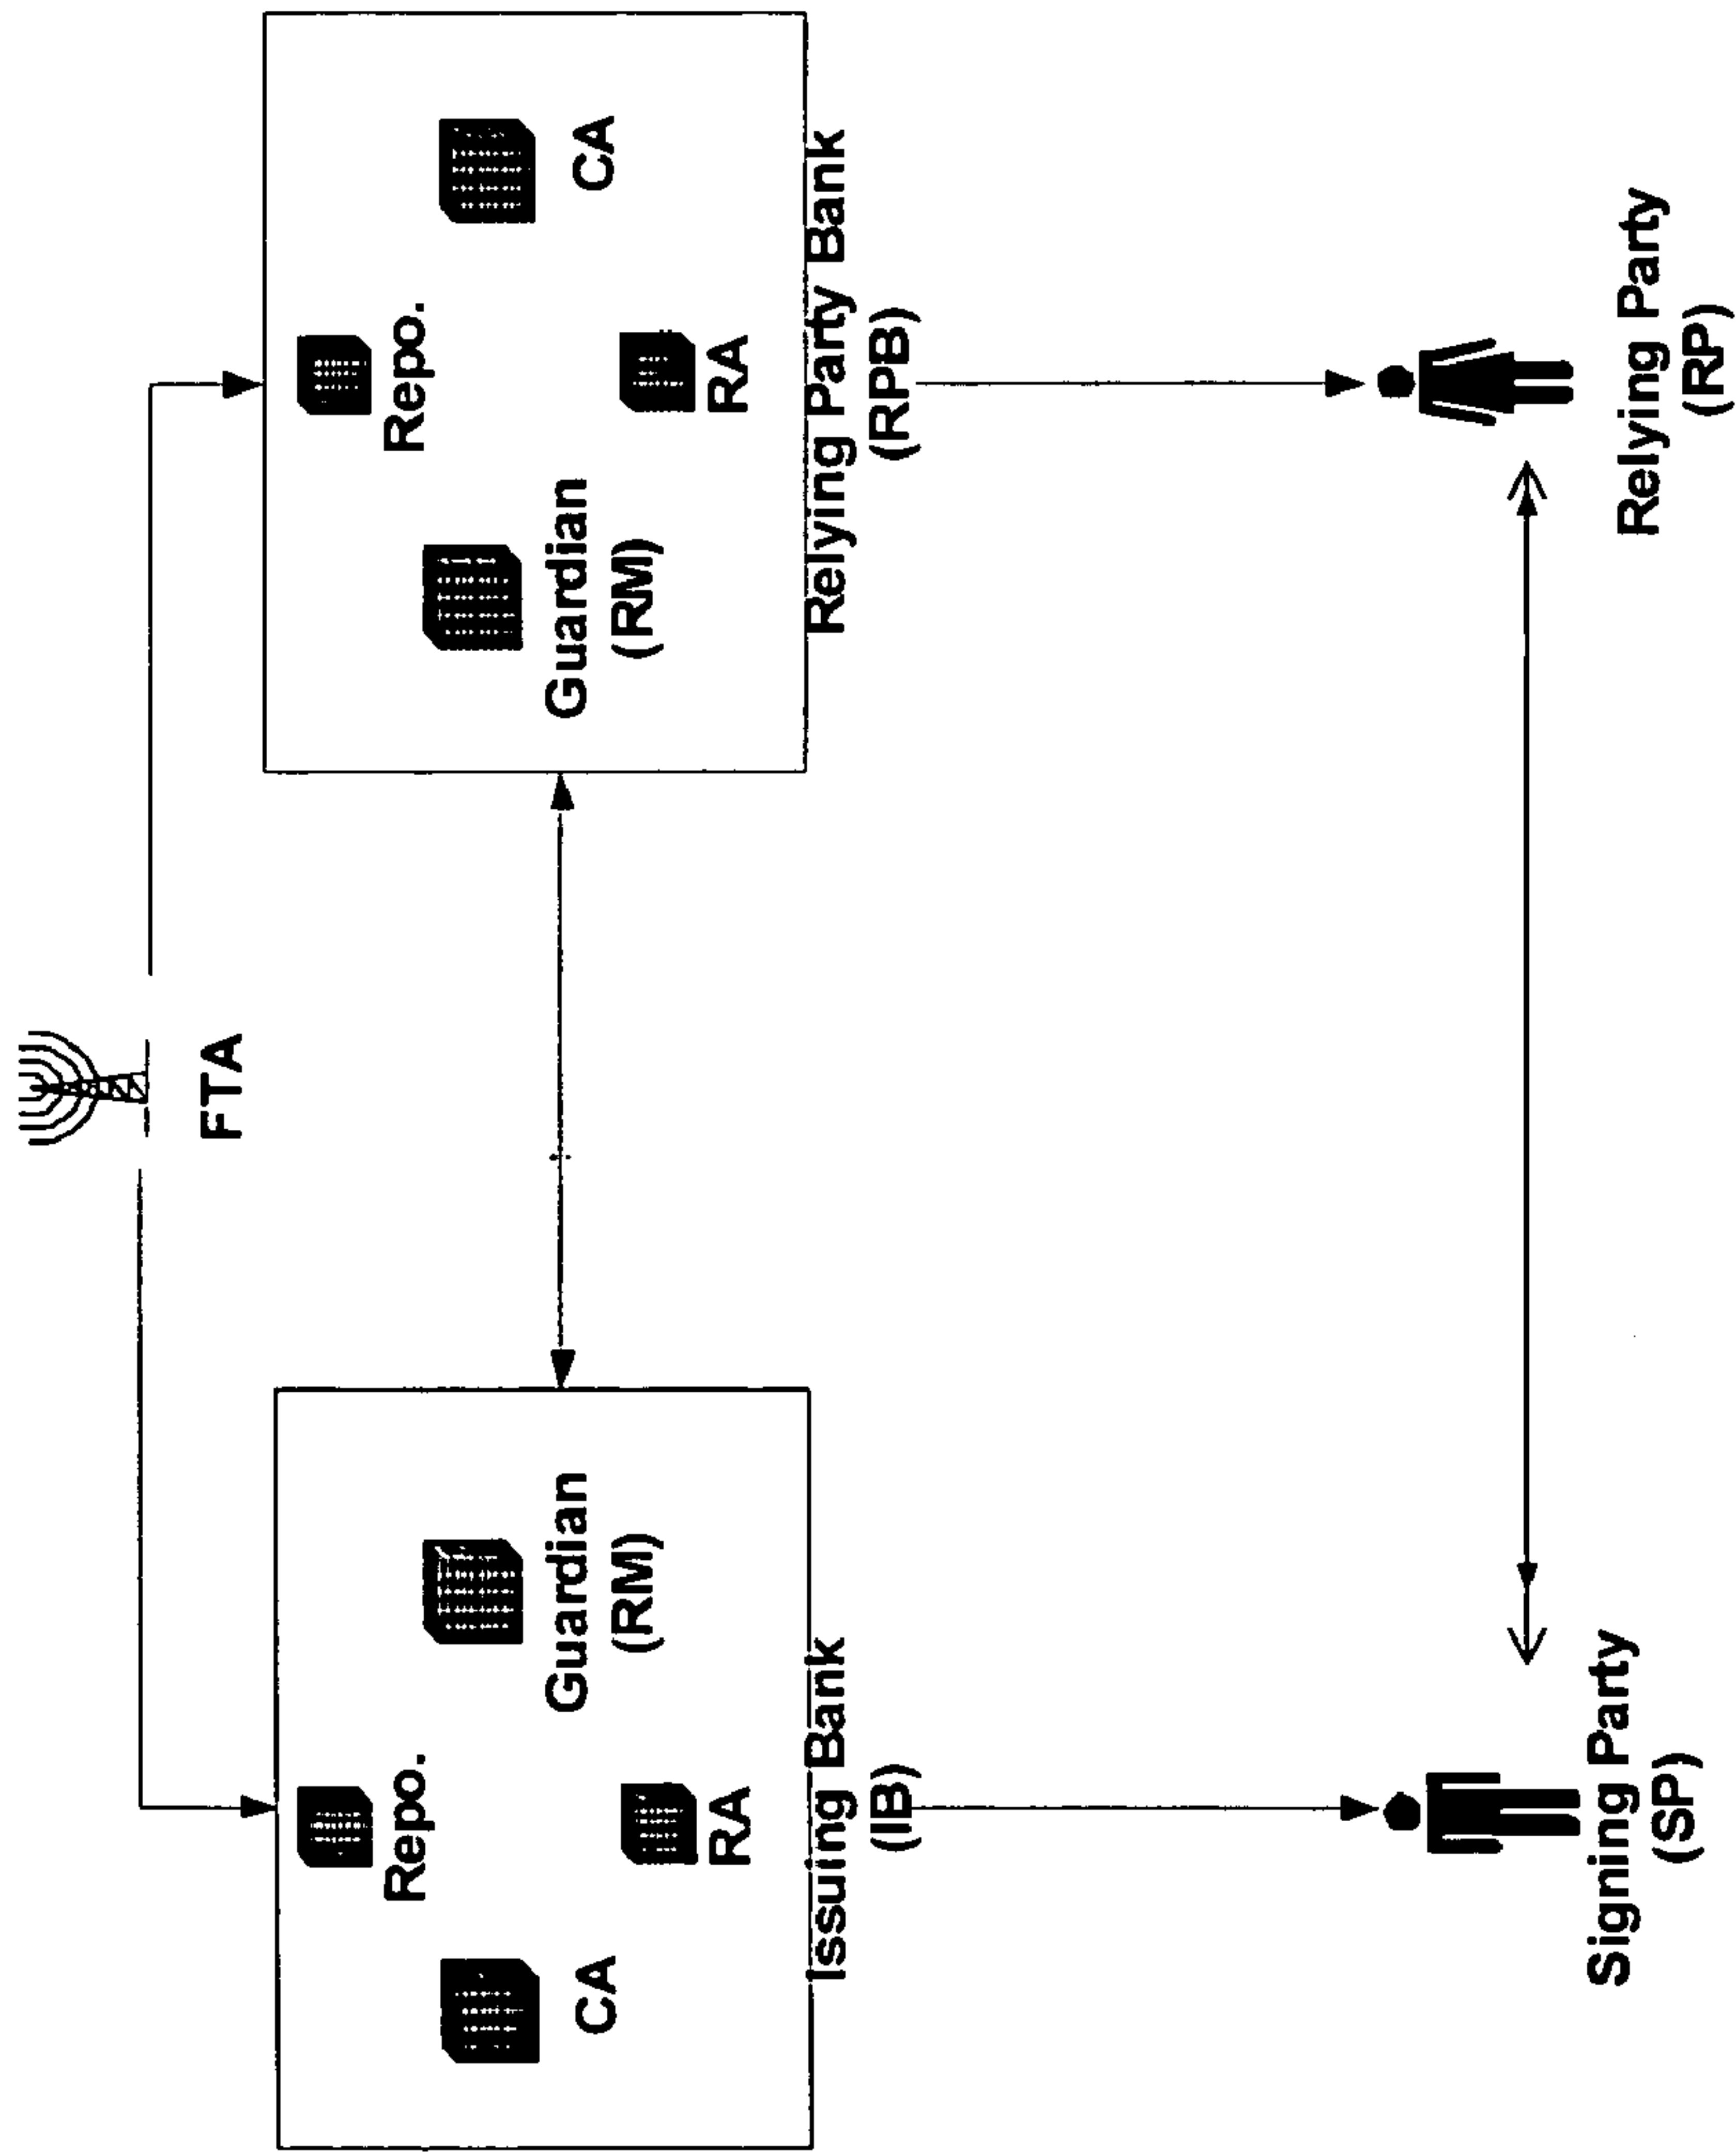 FTA
Repo.
CA
Guardian
(RM)
RA
Issuing Bank
(IB)
Repo.
Guardian
(RM)
CA
RA
Relying Party Bank
(RPB)
Signing Party
(SP)
Relying Party
(RP)